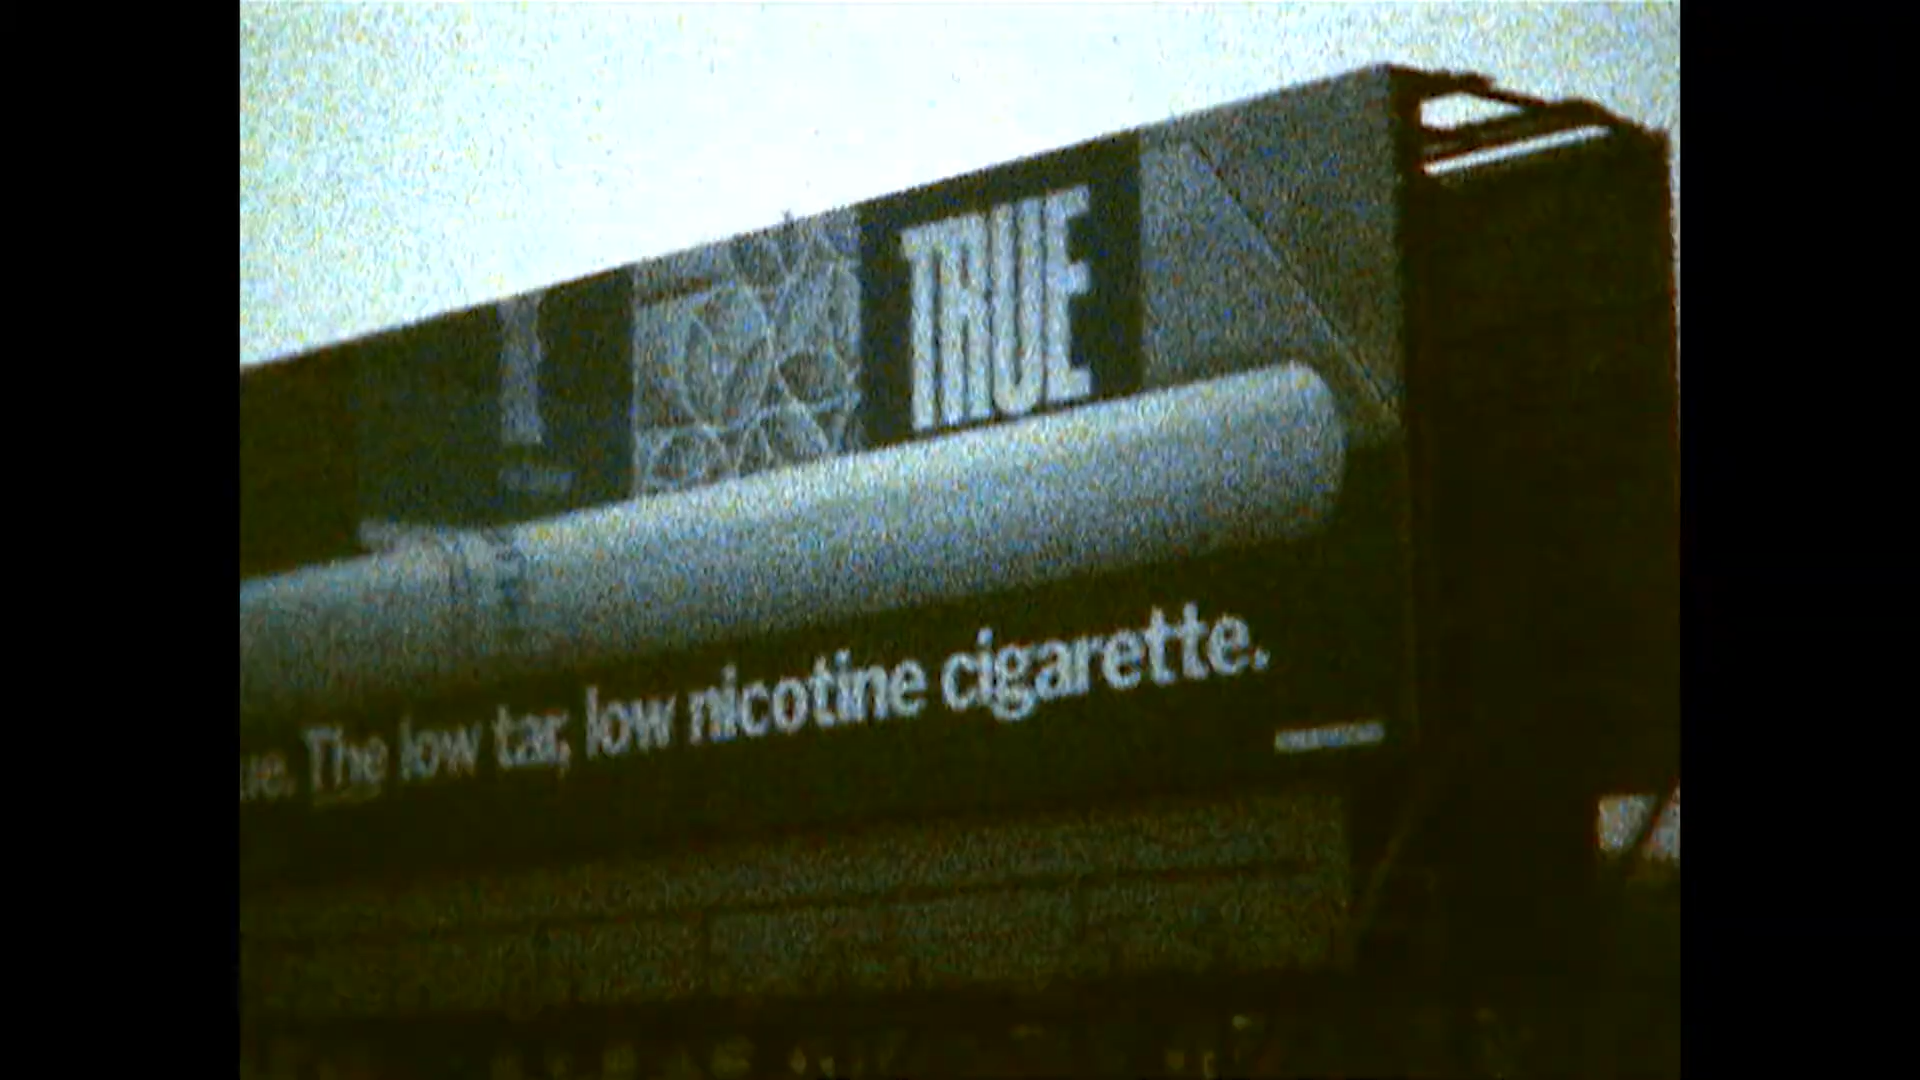 TRUE
ue. The low tar, low nicotine cigarette.